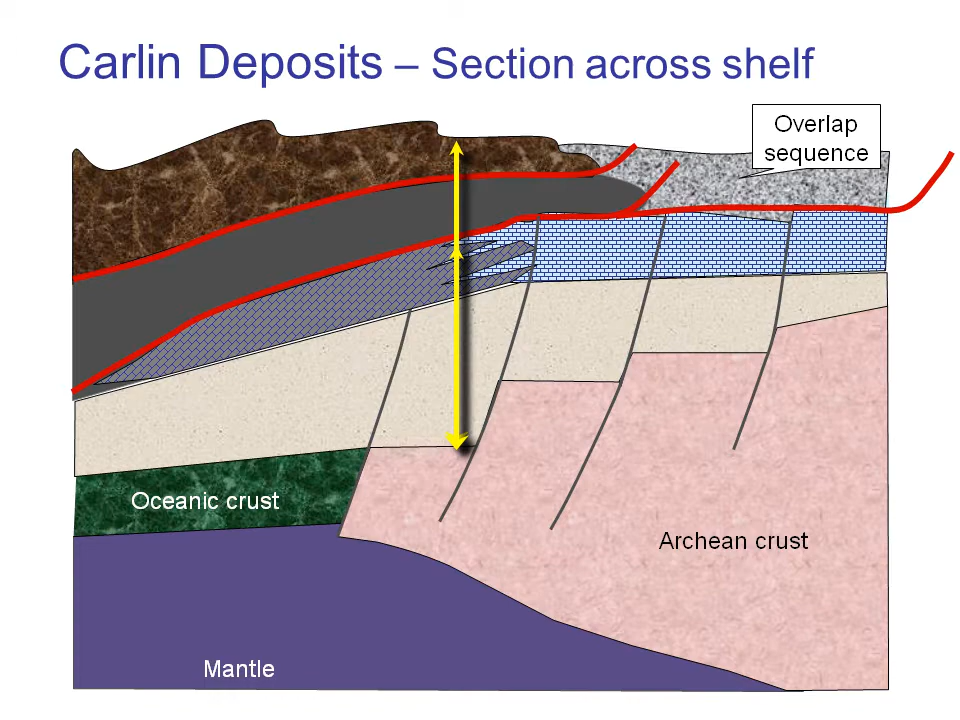 Carlin Deposits – Section across shelf
Overlap
sequence
Oceanic crust
Archean crust
Mantle